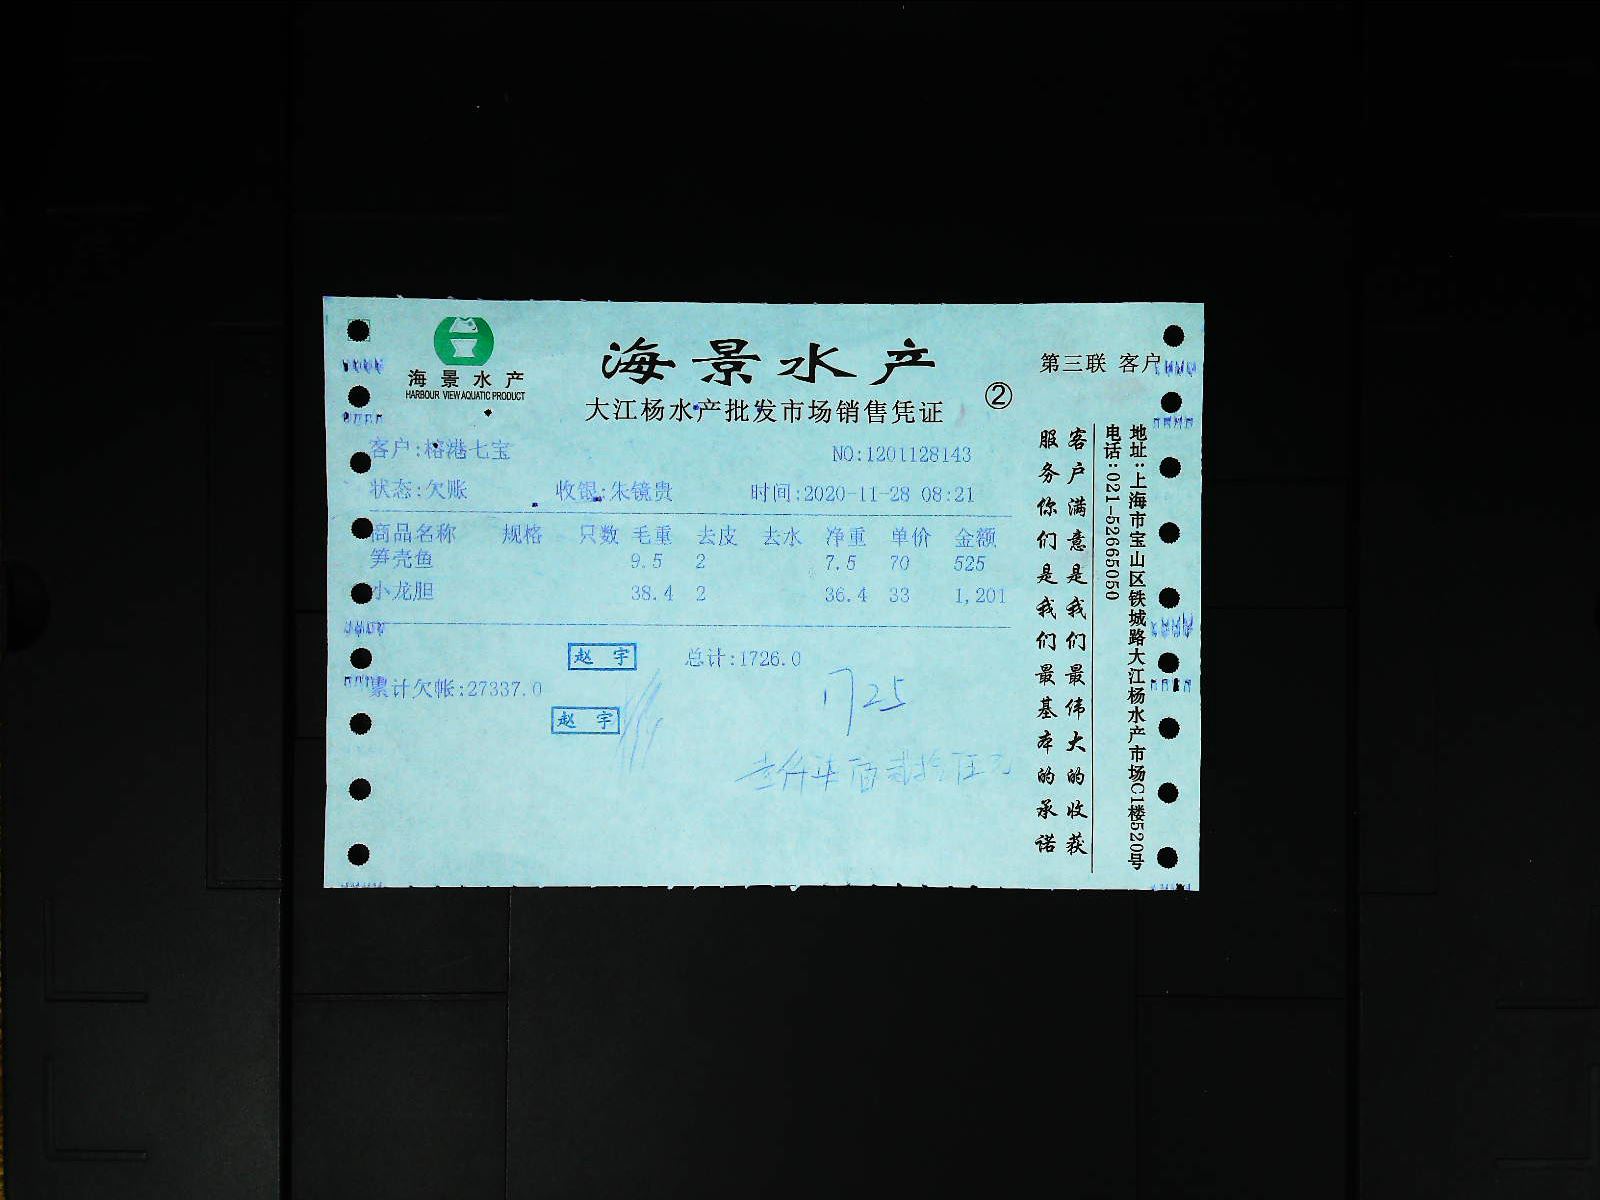 海景水产
HARBOUR VIEW AQUATIC PRODUCT
海景水产
大江杨水产批发市场销售凭证
②
第三联 客户
客户:榕港七宝
NO:1201128143
状态:欠账 收银:朱镜贵 时间:2020-11-28 08:21
商品名称 规格 只数 毛重 去皮 去水 净重 单价 金额
笋壳鱼 9.5 2 7.5 70 525
小龙胆 38.4 2 36.4 33 1,201
赵宇 总计:1726.0
累计欠帐:27337.0
1725
赵宇
壹仟柒佰贰拾伍元
客户满意是我们最伟大的收获
服务你们是我们最基本的承诺
地址:上海市宝山区铁城路大江杨水产市场C1楼520号
电话:021-52665050